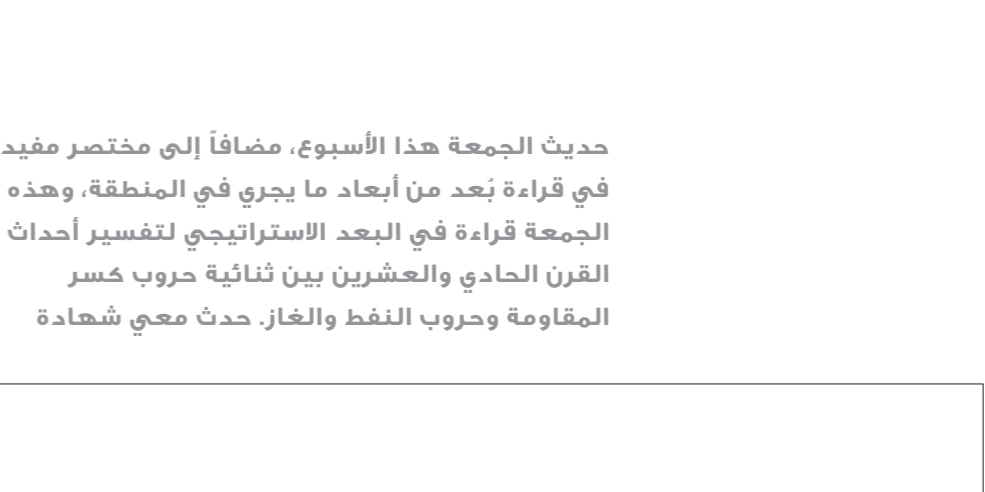 حديث الجمعة هذا الأسبوع، مضافاً إلى مختصر مفيد
في قراءة بُعد من أبعاد ما يجري في المنطقة، وهذه
الجمعة قراءة في البعد الاستراتيجي لتفسير أحداث
القرن الحادي والعشرين بين ثنائية حروب كسر
المقاومة وحروب النفط والغاز. حدث معي شهادة